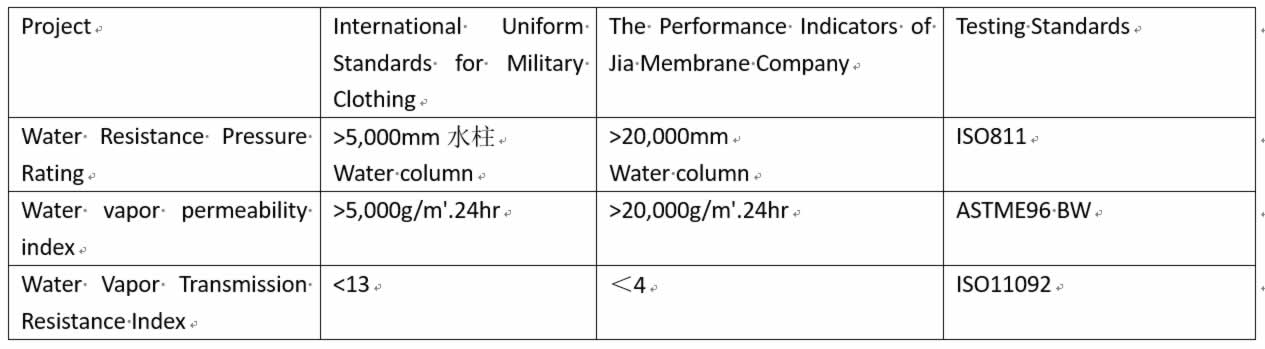 Project
International Uniform
Standards for Military
Clothing
The Performance Indicators of
Jia Membrane Company
Testing Standards
Water Resistance Pressure
Rating
>5,000mm 水柱
Water column
>20,000mm
Water column
ISO811
Water vapor permeability
index
>5,000g/m'.24hr
>20,000g/m'.24hr
ASTME96 BW
Water Vapor Transmission
Resistance Index
<13
＜4
ISO11092